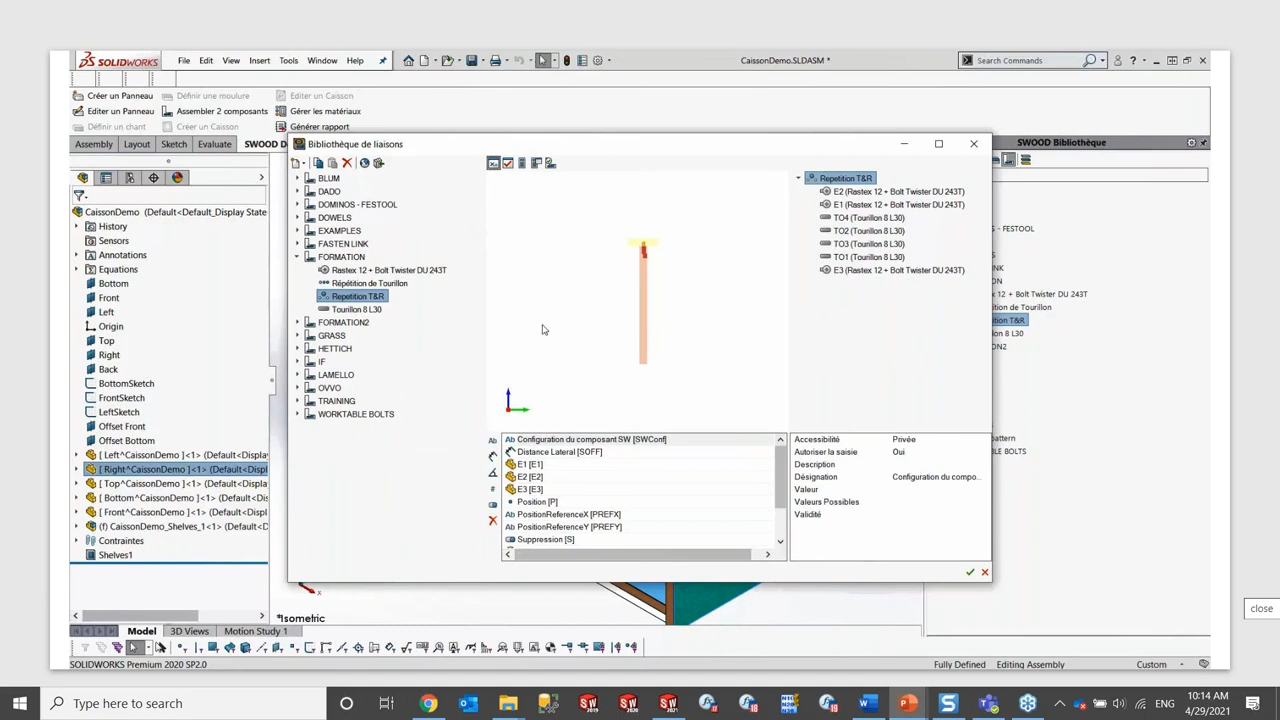 SOLIDWORKS
File
Edit
View
Insert
Tools
Window
Help
CaissonDemo.SLDASM *
Search Commands
Créer un Panneau
Définir une moulure
Editer un Caisson
Editer un Panneau
Assembler 2 composants
Gérer les matériaux
Définir un chant
Créer un Caisson
Générer rapport
Assembly
Layout
Sketch
Evaluate
SWOOD D
SWOOD Bibliothèque
CaissonDemo (Default<Default_Display State
History
Sensors
Annotations
Equations
Bottom
Front
Left
Origin
Top
Right
Back
BottomSketch
FrontSketch
LeftSketch
Offset Front
Offset Bottom
[ Left^CaissonDemo ]<1> (Default<Displ
[ Right^CaissonDemo ]<1> (Default<Displ
[ Top^CaissonDemo ]<1> (Default<Displ
[ Bottom^CaissonDemo ]<1> (Default<Disp
[ Front^CaissonDemo ]<1> (Default<Disp
(f) CaissonDemo_Shelves_1<1> (Default<D
Contraintes
Shelves1
Bibliothèque de liaisons
BLUM
DADO
DOMINOS - FESTOOL
DOWELS
EXAMPLES
FASTEN LINK
FORMATION
Rastex 12 + Bolt Twister DU 243T
Répétition de Tourillon
Repetition T&R
Tourillon 8 L30
FORMATION2
GRASS
HETTICH
IF
LAMELLO
OVVO
TRAINING
WORKTABLE BOLTS
Repetition T&R
E2 (Rastex 12 + Bolt Twister DU 243T)
E1 (Rastex 12 + Bolt Twister DU 243T)
TO4 (Tourillon 8 L30)
TO2 (Tourillon 8 L30)
TO3 (Tourillon 8 L30)
TO1 (Tourillon 8 L30)
E3 (Rastex 12 + Bolt Twister DU 243T)
Configuration du composant SW [SWConf]
Distance Lateral [SOFF]
E1 [E1]
E2 [E2]
E3 [E3]
Position [P]
PositionReferenceX [PREFX]
PositionReferenceY [PREFY]
Suppression [S]
Accessibilité Privée
Autoriser la saisie Oui
Description
Désignation Configuration du compo...
Valeur
Valeurs Possibles
Validité
- FESTOOL
NK
ON
12 + Bolt Twister DU 243T
ition de Tourillon
tion T&R
n 8 L30
ON2
attern
LE BOLTS
x
*Isometric
close
Model
3D Views
Motion Study 1
SOLIDWORKS Premium 2020 SP2.0
Fully Defined
Editing Assembly
Custom
Type here to search
ENG
10:14 AM
4/29/2021